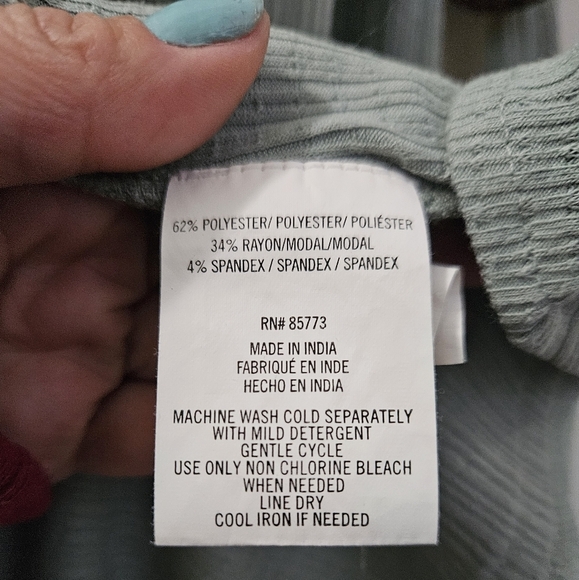 62% POLYESTER/ POLYESTER/ POLIÉSTER
34% RAYON/MODAL/MODAL
4% SPANDEX / SPANDEX / SPANDEX
RN# 85773
MADE IN INDIA
FABRIQUÉ EN INDE
HECHO EN INDIA
MACHINE WASH COLD SEPARATELY
WITH MILD DETERGENT
GENTLE CYCLE
USE ONLY NON CHLORINE BLEACH
WHEN NEEDED
LINE DRY
COOL IRON IF NEEDED